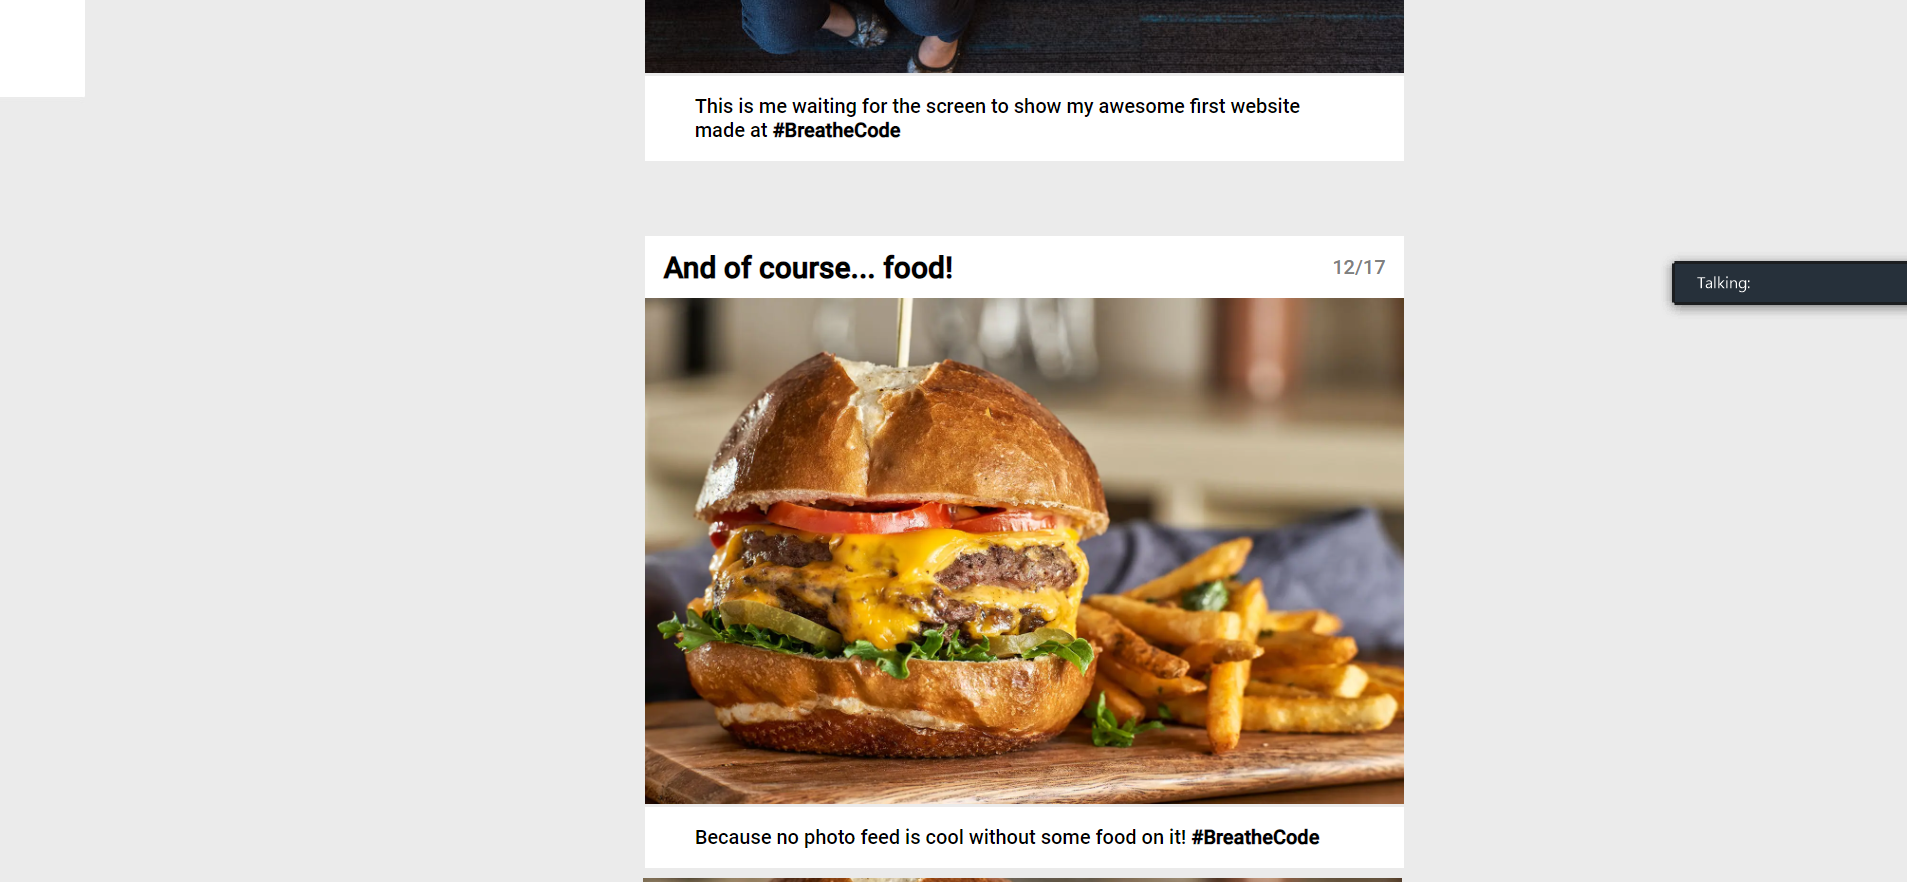 This is me waiting for the screen to show my awesome first website
made at #BreatheCode
And of course... food!
12/17
Talking:
Because no photo feed is cool without some food on it! #BreatheCode